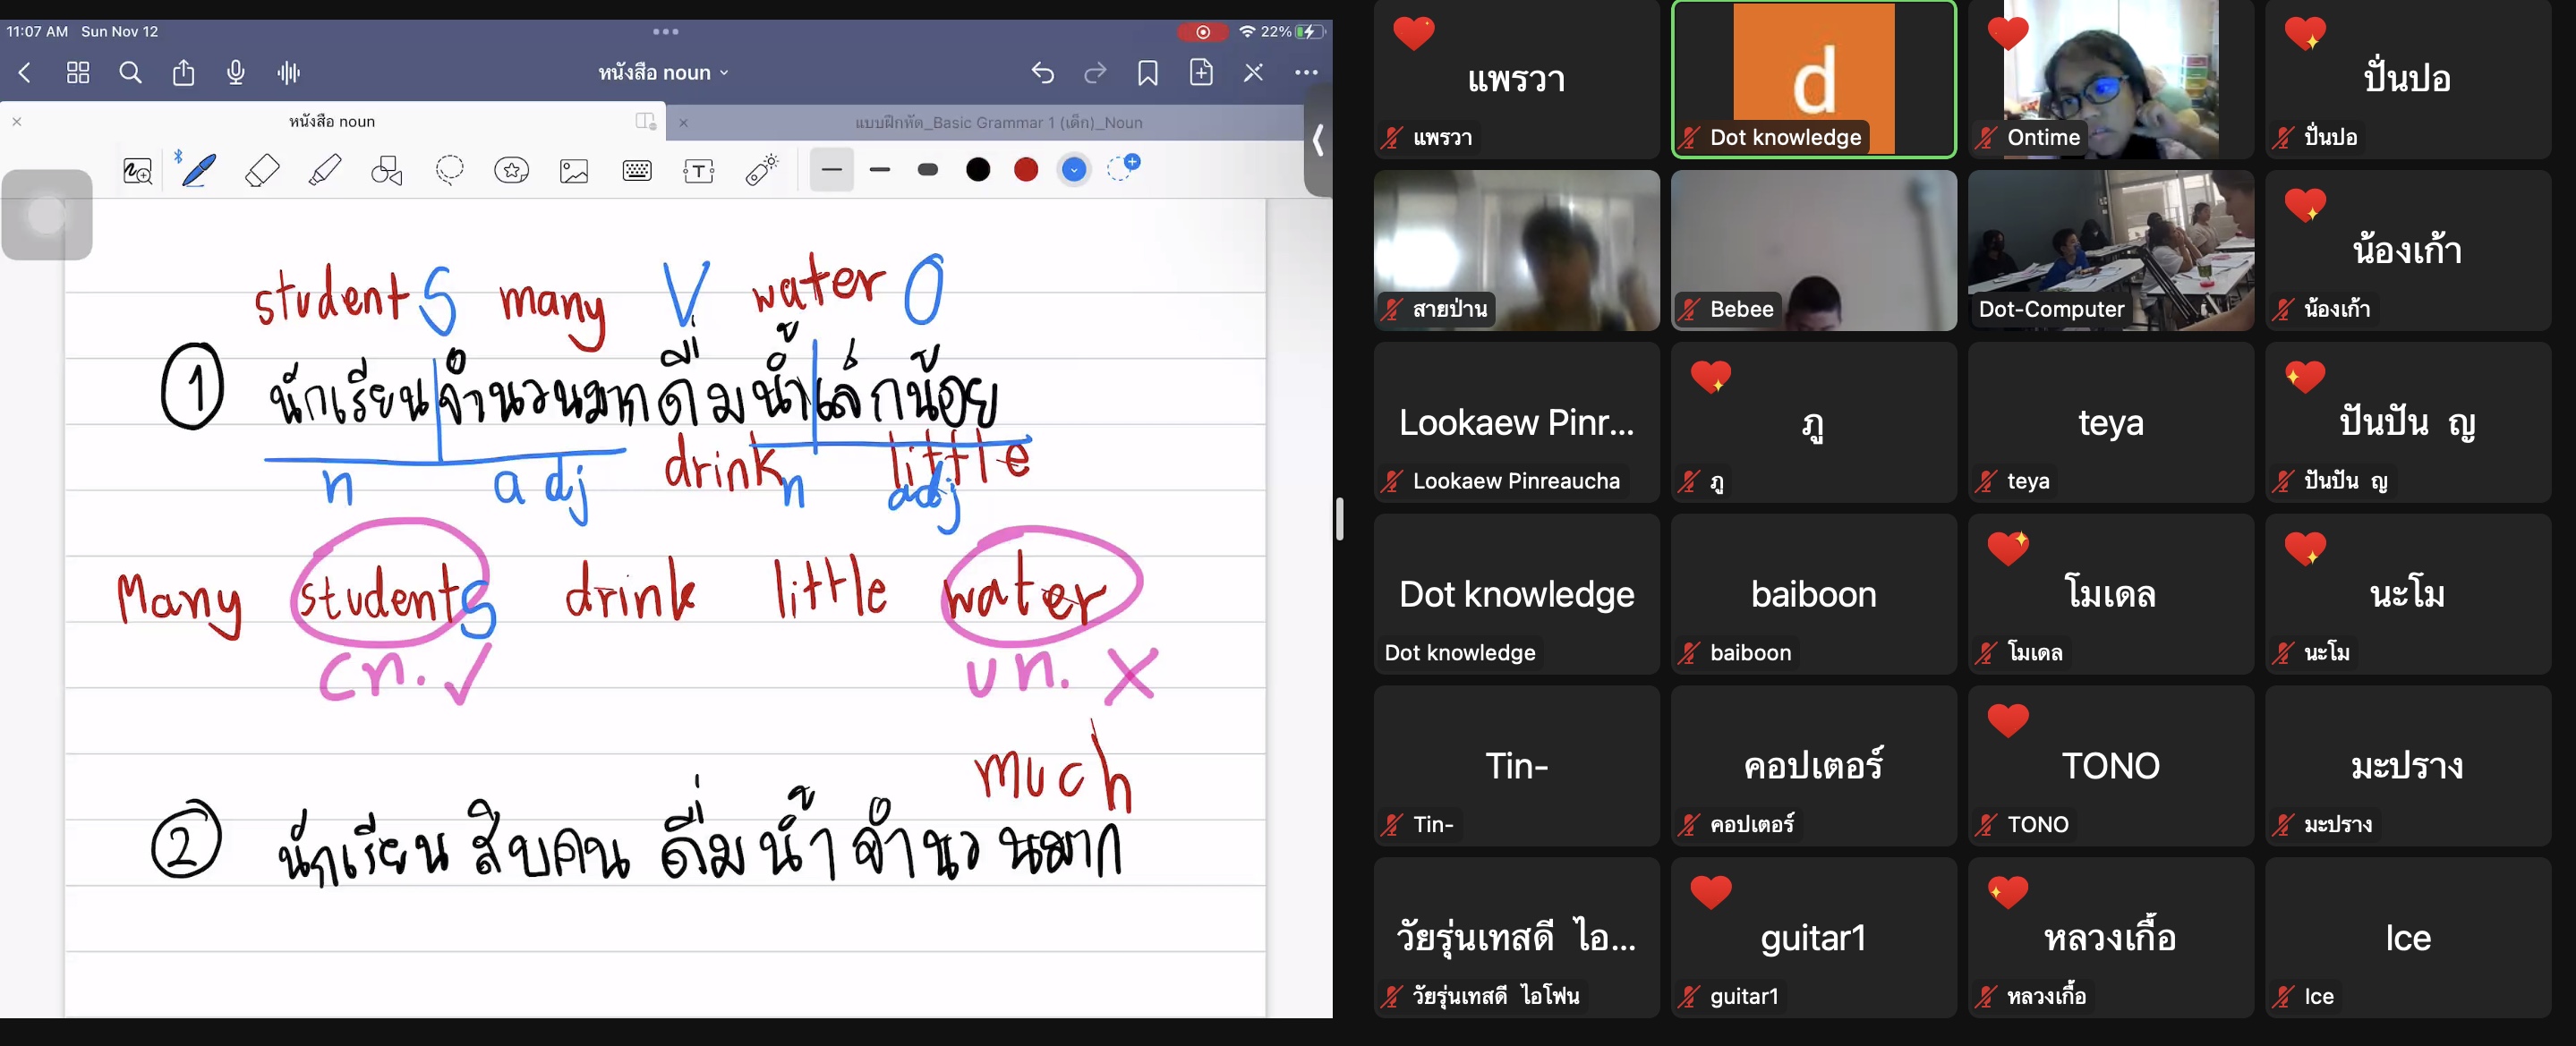 11:07 AM Sun Nov 12
22%
หนังสือ noun
หนังสือ noun
แบบฝึกหัด_Basic Grammar 1 (เด็ก)_Noun
student S many V water O
① นักเรียนจำนวนมากดื่มน้ำเล็กน้อย
n adj drink n little adj
Many students drink little water
cn. ✓ un. X
much
② นักเรียน สิบคน ดื่มน้ำ จำนวนมาก
แพรวา
แพรวา
d
Dot knowledge
Ontime
ปั่นปอ
ปั่นปอ
สายป่าน
Bebee
Dot-Computer
น้องเก้า
น้องเก้า
Lookaew Pinr...
Lookaew Pinreaucha
ภู
ภู
teya
teya
ปันปัน ญ
ปันปัน ญ
Dot knowledge
Dot knowledge
baiboon
baiboon
โมเดล
โมเดล
นะโม
นะโม
Tin-
Tin-
คอปเตอร์
คอปเตอร์
TONO
TONO
มะปราง
มะปราง
วัยรุ่นเทสดี ไอ...
วัยรุ่นเทสดี ไอโฟน
guitar1
guitar1
หลวงเกื้อ
หลวงเกื้อ
Ice
Ice